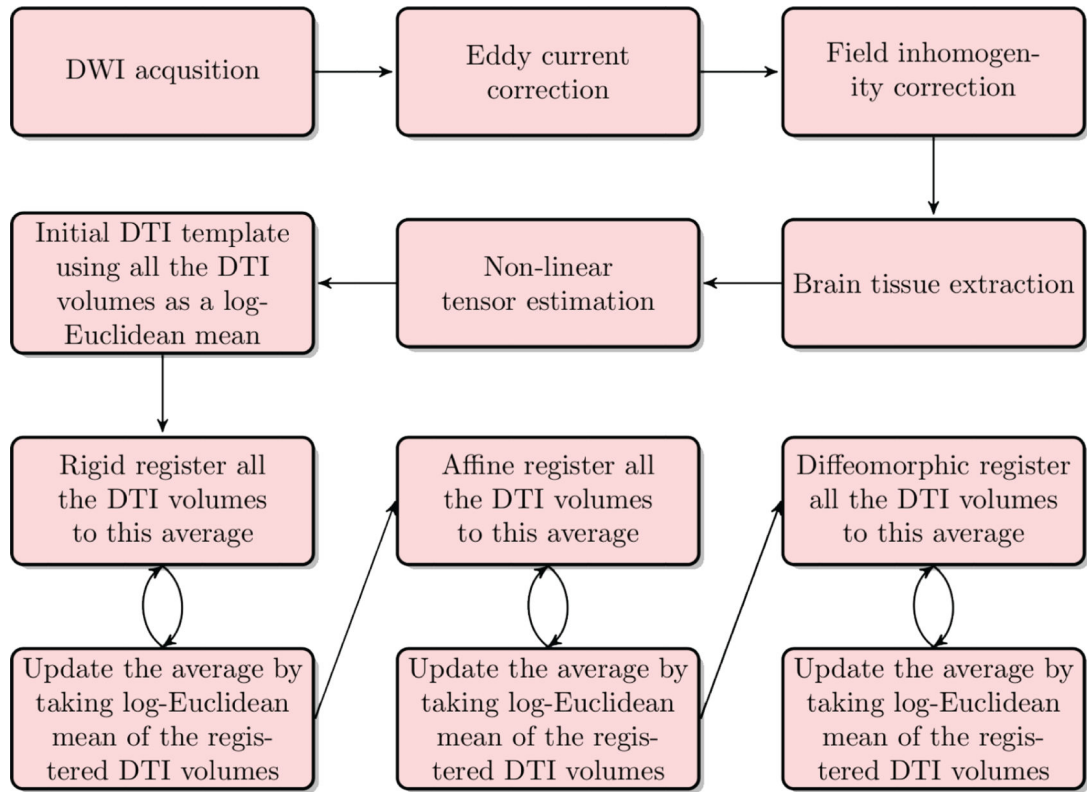 DWI acqusition
Eddy current
correction
Field inhomogen-
ity correction
Initial DTI template
using all the DTI
volumes as a log-
Euclidean mean
Non-linear
tensor estimation
Brain tissue extraction
Rigid register all
the DTI volumes
to this average
Affine register all
the DTI volumes
to this average
Diffeomorphic register
all the DTI volumes
to this average
Update the average by
taking log-Euclidean
mean of the regis-
tered DTI volumes
Update the average by
taking log-Euclidean
mean of the regis-
tered DTI volumes
Update the average by
taking log-Euclidean
mean of the regis-
tered DTI volumes